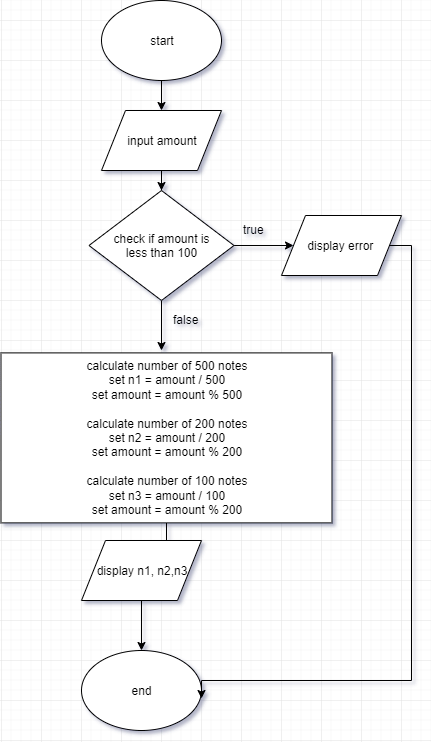 start
input amount
check if amount is
less than 100
true
display error
false
calculate number of 500 notes
set n1 = amount / 500
set amount = amount % 500
calculate number of 200 notes
set n2 = amount / 200
set amount = amount % 200
calculate number of 100 notes
set n3 = amount / 100
set amount = amount % 200
display n1, n2,n3
end